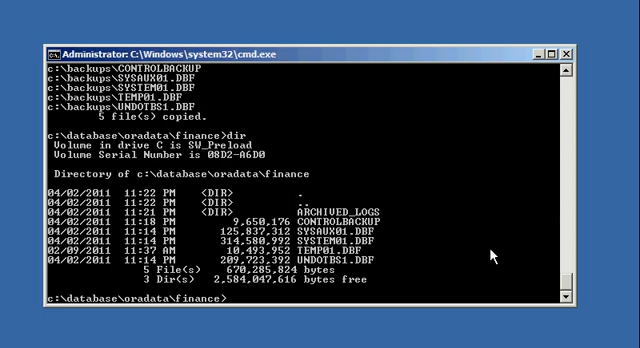 Administrator: C:\Windows\system32\cmd.exe
c:\backups\CONTROLBACKUP
c:\backups\SYSAUX01.DBF
c:\backups\SYSTEM01.DBF
c:\backups\TEMP01.DBF
c:\backups\UNDOTBS1.DBF
5 file(s) copied.
c:\database\oradata\finance>dir
Volume in drive C is SW_Preload
Volume Serial Number is 08D2-A6D0
Directory of c:\database\oradata\finance
04/02/2011 11:22 PM <DIR> .
04/02/2011 11:22 PM <DIR> ..
04/02/2011 11:21 PM <DIR> ARCHIVED_LOGS
04/02/2011 11:18 PM 9,650,176 CONTROLBACKUP
04/02/2011 11:14 PM 125,837,312 SYSAUX01.DBF
04/02/2011 11:14 PM 314,580,992 SYSTEM01.DBF
02/09/2011 11:37 AM 10,493,952 TEMP01.DBF
04/02/2011 11:14 PM 209,723,392 UNDOTBS1.DBF
5 File(s) 670,285,824 bytes
3 Dir(s) 2,584,047,616 bytes free
c:\database\oradata\finance>